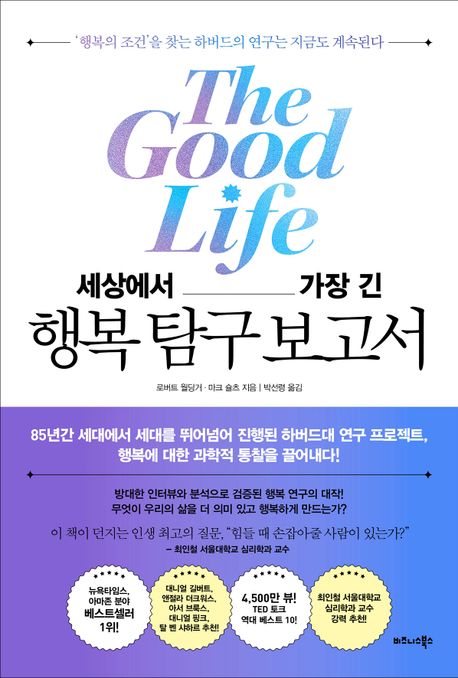 ‘행복의 조건’을 찾는 하버드의 연구는 지금도 계속된다
The
Good
Life
세상에서 가장 긴
행복 탐구 보고서
로버트 월딩거 · 마크 슐츠 지음 | 박선령 옮김
85년간 세대에서 세대를 뛰어넘어 진행된 하버드대 연구 프로젝트,
행복에 대한 과학적 통찰을 끌어내다!
방대한 인터뷰와 분석으로 검증된 행복 연구의 대작!
무엇이 우리의 삶을 더 의미 있고 행복하게 만드는가?
이 책이 던지는 인생 최고의 질문, “힘들 때 손잡아줄 사람이 있는가?”
– 최인철 서울대학교 심리학과 교수
뉴욕타임스,
아마존 분야
베스트셀러
1위!
대니얼 길버트,
앤절라 더크워스,
아서 브룩스,
대니얼 핑크,
탈 벤 샤하르 추천!
4,500만 뷰!
TED 토크
역대 베스트 10!
최인철 서울대학교
심리학과 교수
강력 추천!
비즈니스북스